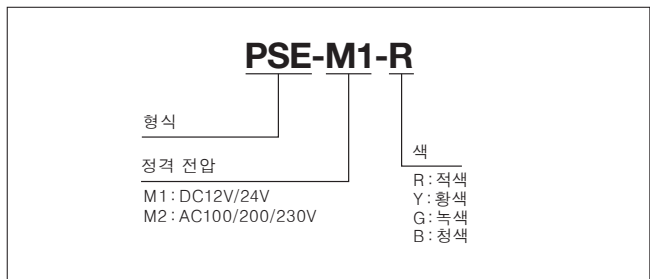 PSE-M1-R
형식
정격 전압
M1 : DC12V/24V
M2 : AC100/200/230V
색
R : 적색
Y : 황색
G : 녹색
B : 청색